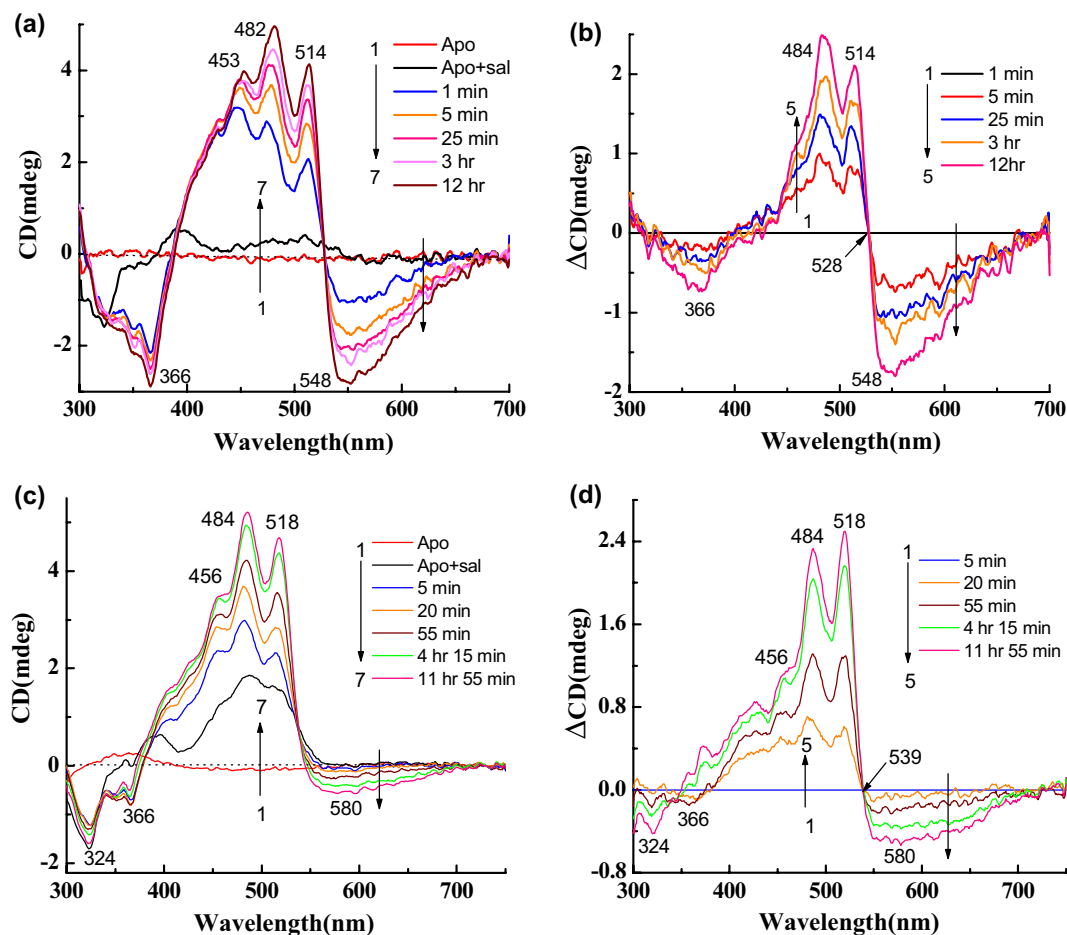 (a)
453
482
514
366
548
1
7
7
1
Apo
Apo+sal
1 min
5 min
25 min
3 hr
12 hr
CD(mdeg)
4
2
0
-2
300
400
500
600
700
Wavelength(nm)
(b)
484
514
366
528
548
5
1
1
5
1 min
5 min
25 min
3 hr
12hr
ΔCD(mdeg)
2
1
0
-1
-2
300
400
500
600
700
Wavelength(nm)
(c)
484
518
456
366
324
580
7
1
1
7
Apo
Apo+sal
5 min
20 min
55 min
4 hr 15 min
11 hr 55 min
CD(mdeg)
4
2
0
-2
300
400
500
600
700
Wavelength(nm)
(d)
484
518
456
539
366
324
580
5
1
1
5
5 min
20 min
55 min
4 hr 15 min
11 hr 55 min
ΔCD(mdeg)
2.4
1.6
0.8
0.0
-0.8
300
400
500
600
700
Wavelength(nm)